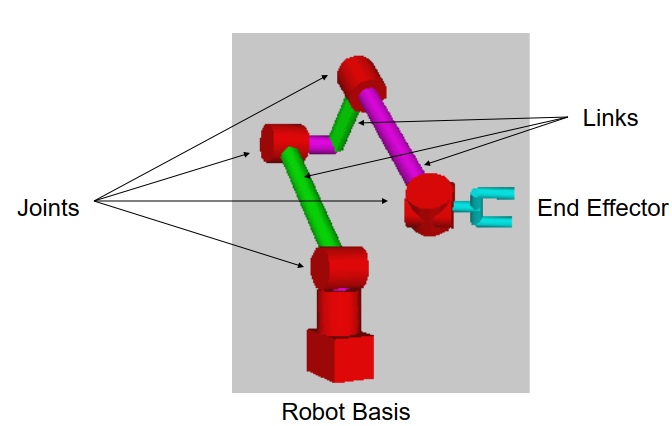 Links
Joints
End Effector
Robot Basis